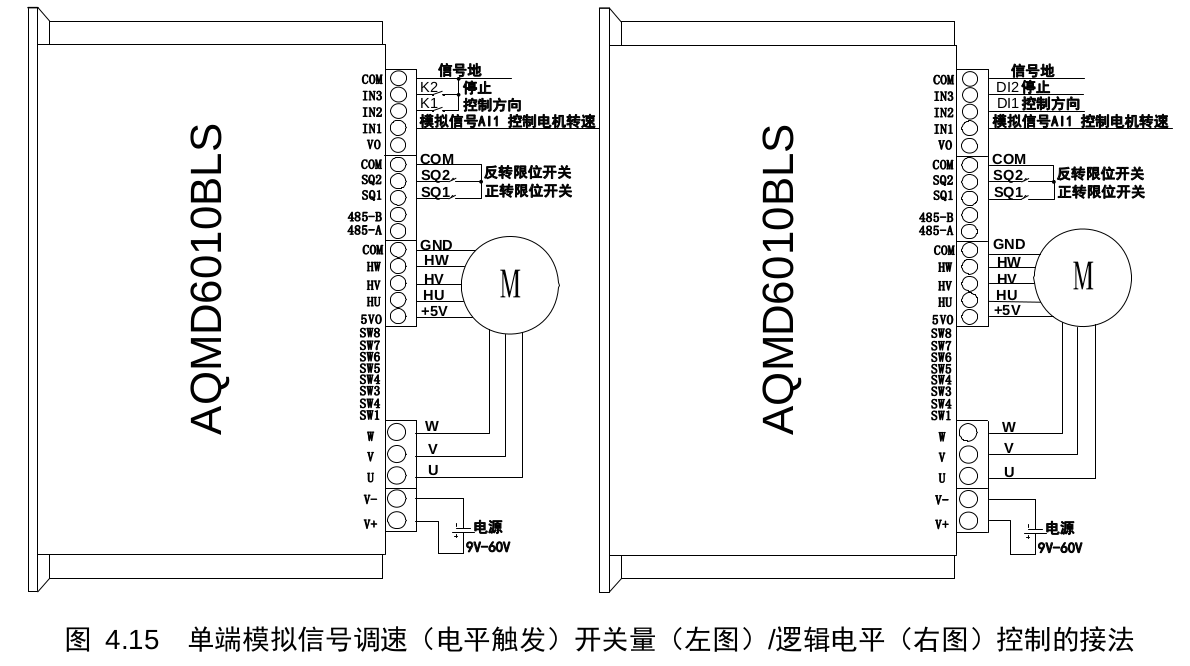 AQMD6010BLS
COM 信号地
IN3 K2 停止
IN2 K1 控制方向
IN1 模拟信号AI1 控制电机转速
VO
COM COM
SQ2 SQ2 反转限位开关
SQ1 SQ1 正转限位开关
485-B
485-A
COM GND
HW HW
HV HV
HU HU
5VO +5V
M
SW8
SW7
SW6
SW5
SW4
SW3
SW4
SW1
W W
V V
U U
V- - 电源
V+ + 9V-60V
AQMD6010BLS
COM 信号地
IN3 DI2 停止
IN2 DI1 控制方向
IN1 模拟信号AI1 控制电机转速
VO
COM COM
SQ2 SQ2 反转限位开关
SQ1 SQ1 正转限位开关
485-B
485-A
COM GND
HW HW
HV HV
HU HU
5VO +5V
M
SW8
SW7
SW6
SW5
SW4
SW3
SW4
SW1
W W
V V
U U
V- - 电源
V+ + 9V-60V
图 4.15 单端模拟信号调速（电平触发）开关量（左图）/逻辑电平（右图）控制的接法